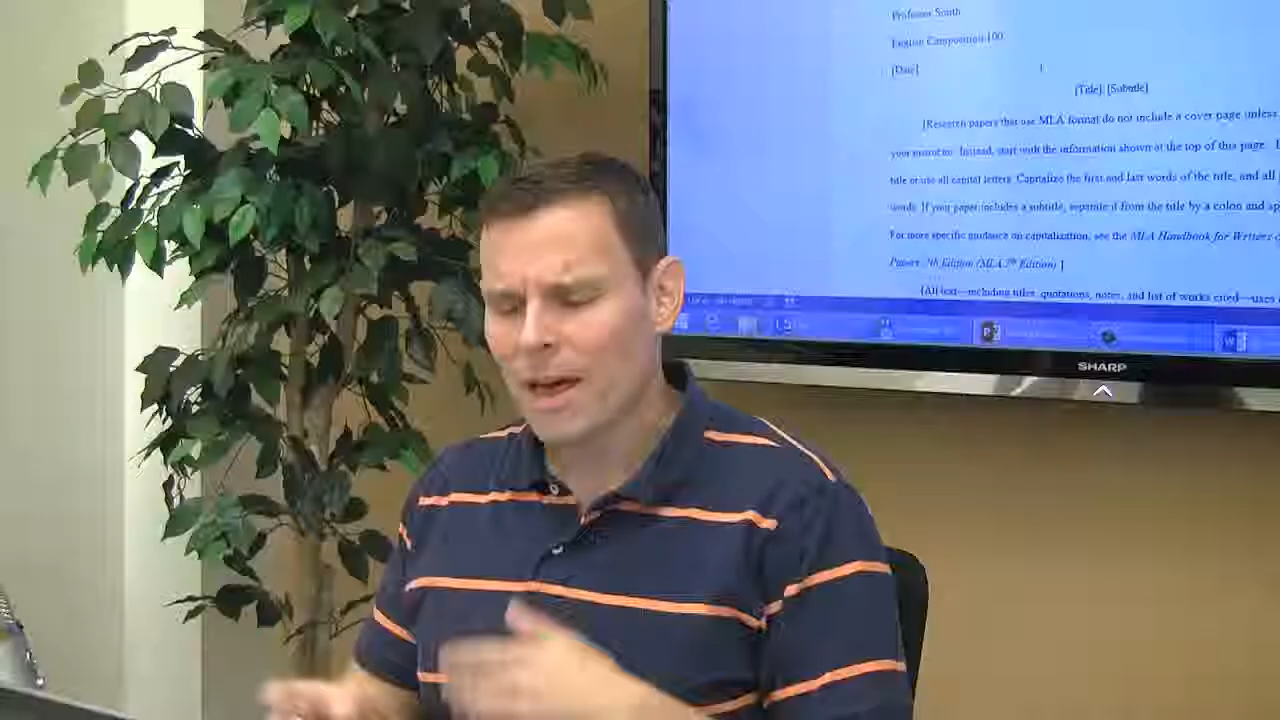 Professor Smith
English Composition 100
[Date]
[Title]: [Subtitle]
[Research papers that use MLA format do not include a cover page unless
your instructor. Instead, start with the information shown at the top of this page.
title or use all capital letters. Capitalize the first and last words of the title, and all
words. If your paper includes a subtitle, separate it from the title by a colon and sp
For more specific guidance on capitalization, see the MLA Handbook for Writers o
Papers, 7th Edition (MLA 7th Edition).]
[All text—including titles, quotations, notes, and list of works cited—uses
SHARP